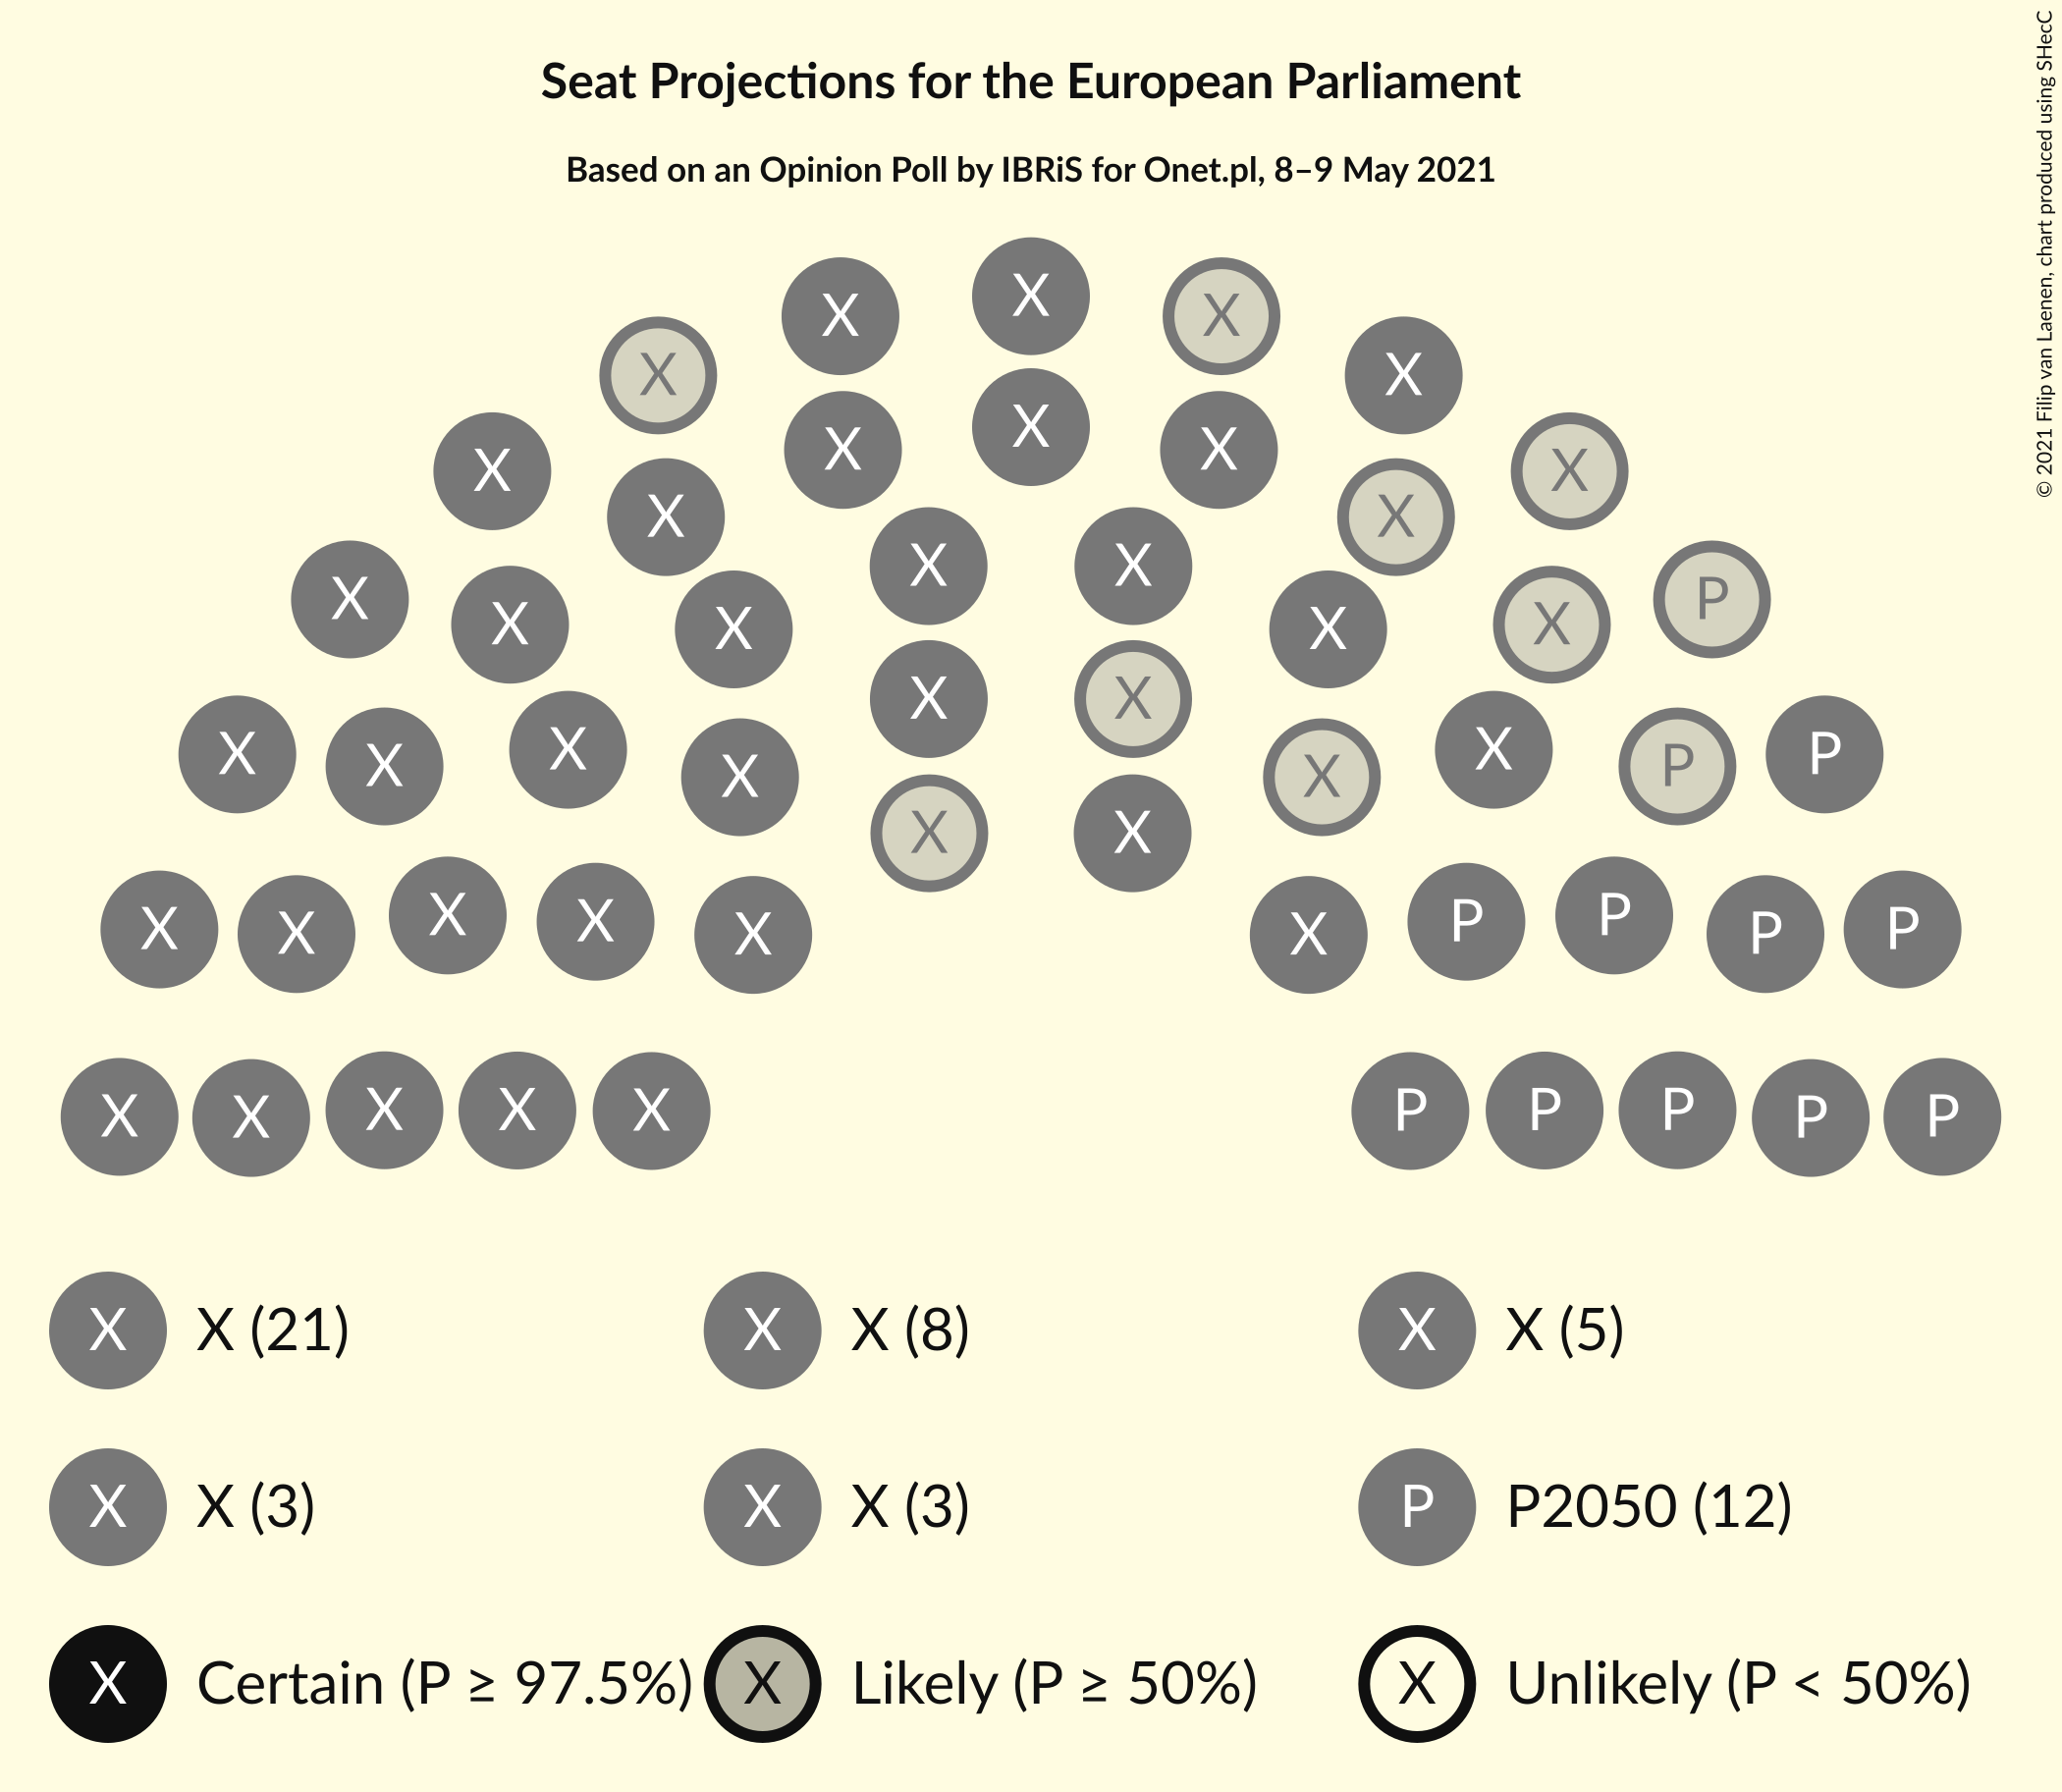 Seat Projections for the European Parliament
Based on an Opinion Poll by IBRiS for Onet.pl, 8–9 May 2021
© 2021 Filip van Laenen, chart produced using SHecC
X X X
X X
X X X X X
X X
X X
X X X X X P
X X
X X X X X X P P
X X
X X X X X X P P P P
X X X X X P P P P P
X X (21) X X (8) X X (5)
X X (3) X X (3) P P2050 (12)
X Certain (P ≥ 97.5%) X Likely (P ≥ 50%) X Unlikely (P < 50%)